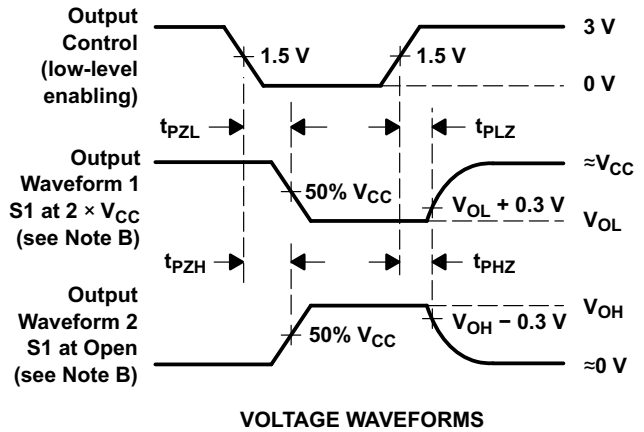 Output
Control
(low-level
enabling)
1.5 V
1.5 V
3 V
0 V
tPZL
tPLZ
Output
Waveform 1
S1 at 2 × VCC
(see Note B)
50% VCC
≈VCC
VOL + 0.3 V
VOL
tPZH
tPHZ
Output
Waveform 2
S1 at Open
(see Note B)
50% VCC
VOH
VOH − 0.3 V
≈0 V
VOLTAGE WAVEFORMS